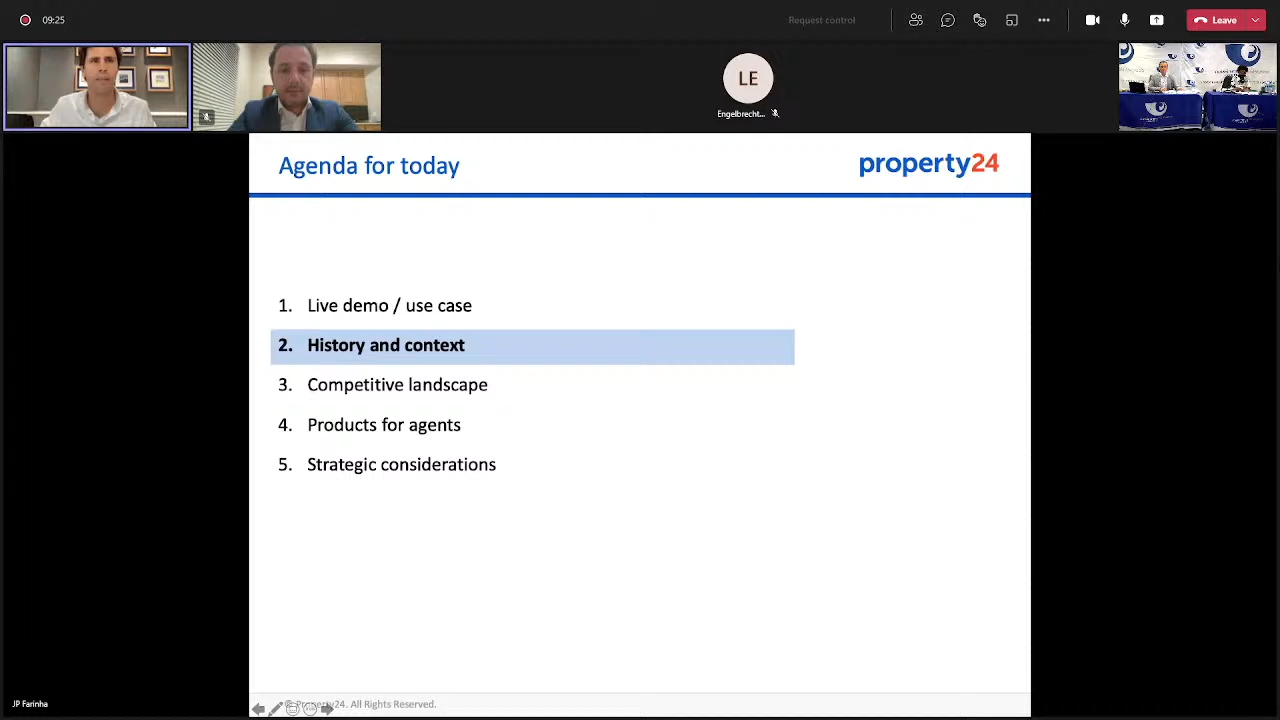 09:25
Request control
Leave
LE
Engelbrecht...
Agenda for today
property24
1. Live demo / use case
2. History and context
3. Competitive landscape
4. Products for agents
5. Strategic considerations
© Property24. All Rights Reserved.
JP Farinha